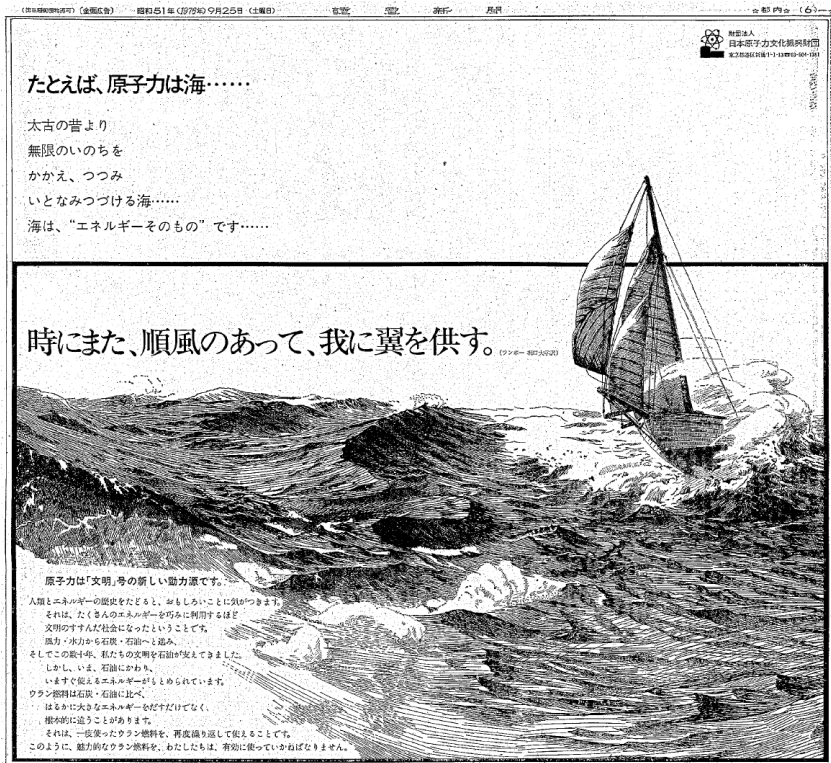 (全面広告) 昭和51年(1976年)9月25日 (土曜日)
読売新聞
☆都内☆ (6)
財団法人
日本原子力文化振興財団
たとえば、原子力は海……
太古の昔より
無限のいのちを
かかえ、つつみ
いとなみつづける海……
海は、“エネルギーそのもの”です……
時にまた、順風のあって、我に翼を供す。
原子力は「文明」号の新しい動力源です。
人類とエネルギーの歴史をたどると、おもしろいことに気がつきます。
それは、たくさんのエネルギーを巧みに利用するほど
文明のすすんだ社会になったということです。
風力・水力から石炭・石油へと進み、
そしてこの数十年、私たちの文明を石油が支えてきました。
しかし、いま、石油にかわり、
いますぐ使えるエネルギーがもとめられています。
ウラン燃料は石炭・石油に比べ、
はるかに大きなエネルギーをだすだけでなく、
根本的に違うことがあります。
それは、一度使ったウラン燃料を、再度繰り返して使えることです。
このように、魅力的なウラン燃料を、わたしたちは、有効に使っていかねばなりません。